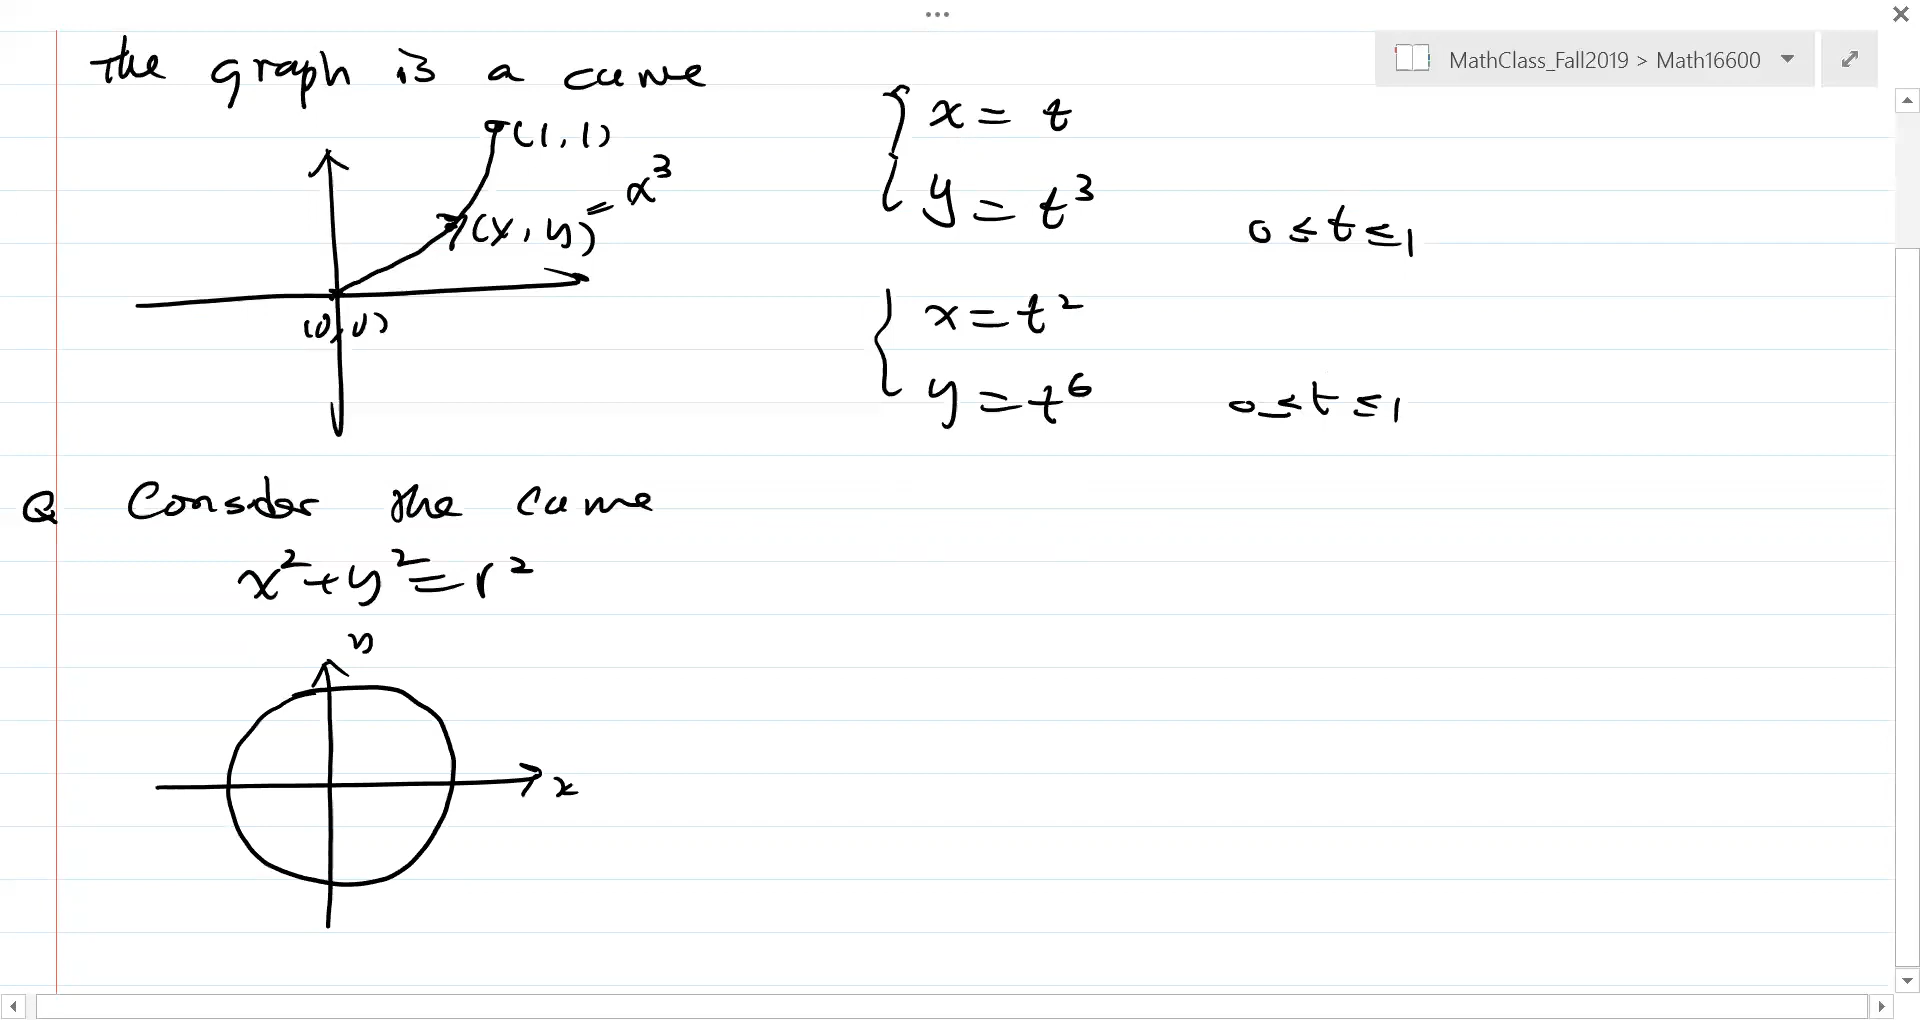 MathClass_Fall2019 > Math16600
the graph is a curve
(1, 1)
(x, y) = x³
(0, 0)
x = t
y = t³
0 ≤ t ≤ 1
x = t²
y = t⁶
0 ≤ t ≤ 1
Q Consider the curve
x² + y² = r²
y
x